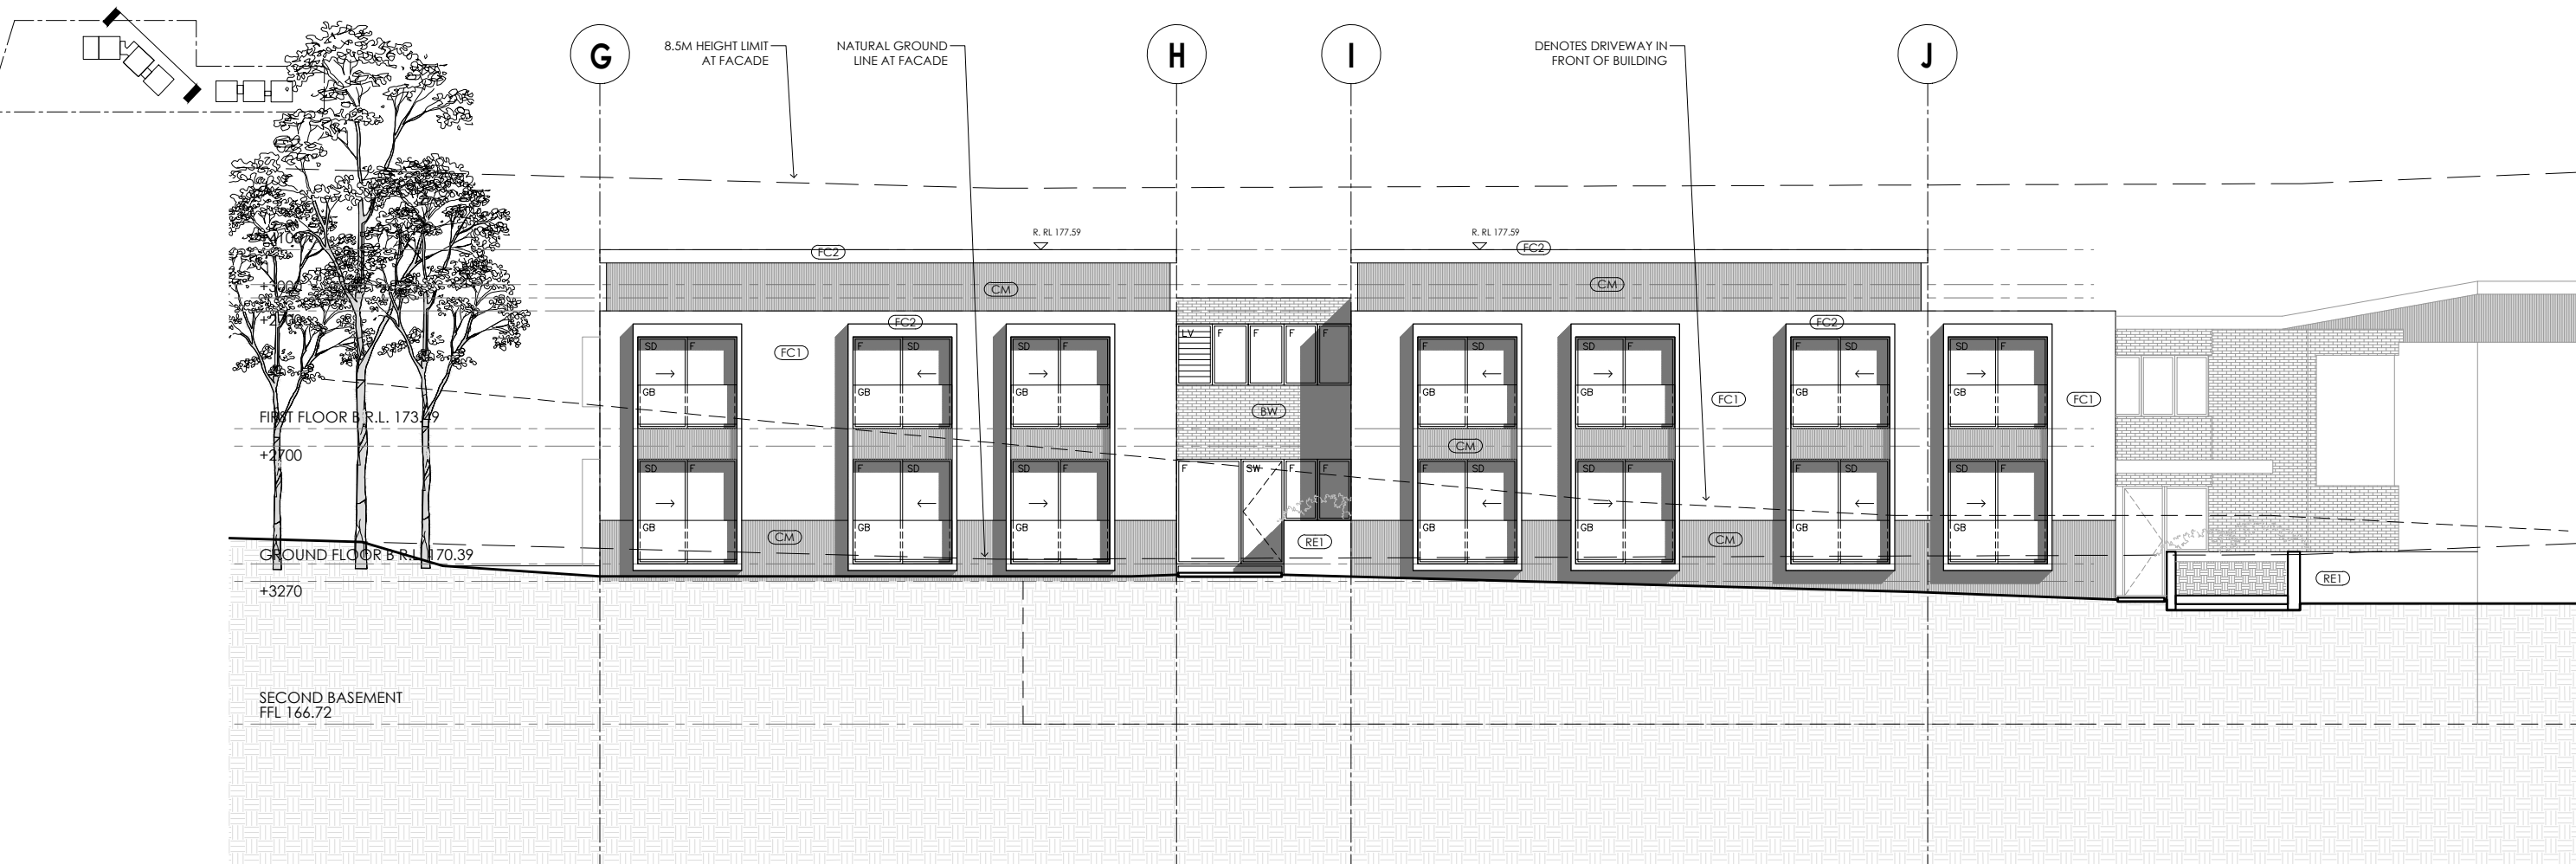 G
H
I
J
8.5M HEIGHT LIMIT
AT FACADE
NATURAL GROUND
LINE AT FACADE
DENOTES DRIVEWAY IN
FRONT OF BUILDING
R. RL 177.59
R. RL 177.59
FC2
FC2
CM
CM
FC2
FC2
FC1
LV F F F F
SD F
F SD
SD F
F SD
SD F
F SD
SD F
GB
GB
GB
GB
GB
GB
GB
BW
FC1
FC1
FIRST FLOOR B R.L. 173.49
CM
+2700
SD F
F SD
SD F
F SW F F
F SD
SD F
F SD
SD F
GB
GB
GB
GB
GB
GB
GB
CM
RE1
CM
GROUND FLOOR B R.L. 170.39
RE1
+3270
SECOND BASEMENT
FFL 166.72